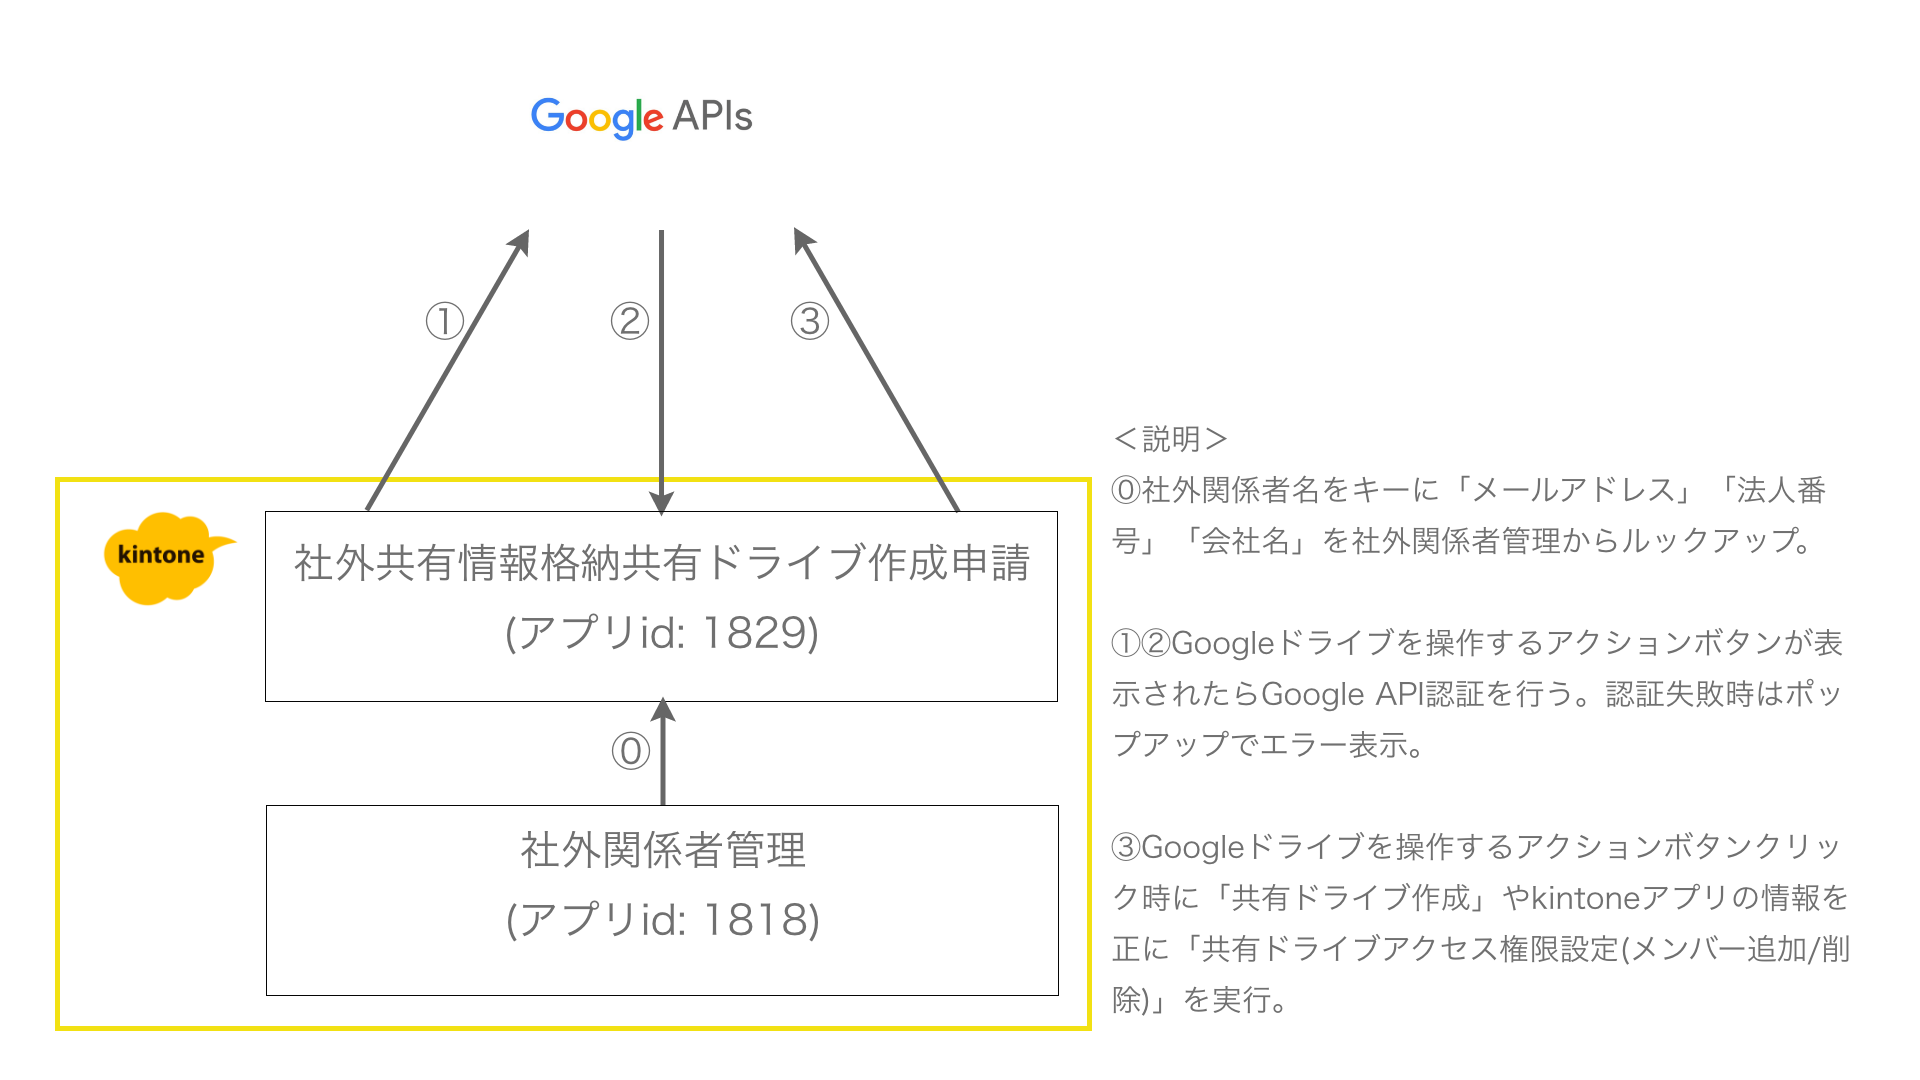 Google APIs
①
②
③
kintone
社外共有情報格納共有ドライブ作成申請
(アプリid: 1829)
⓪
社外関係者管理
(アプリid: 1818)
＜説明＞
⓪社外関係者名をキーに「メールアドレス」「法人番
号」「会社名」を社外関係者管理からルックアップ。
①②Googleドライブを操作するアクションボタンが表
示されたらGoogle API認証を行う。認証失敗時はポッ
プアップでエラー表示。
③Googleドライブを操作するアクションボタンクリッ
ク時に「共有ドライブ作成」やkintoneアプリの情報を
正に「共有ドライブアクセス権限設定(メンバー追加/削
除)」を実行。